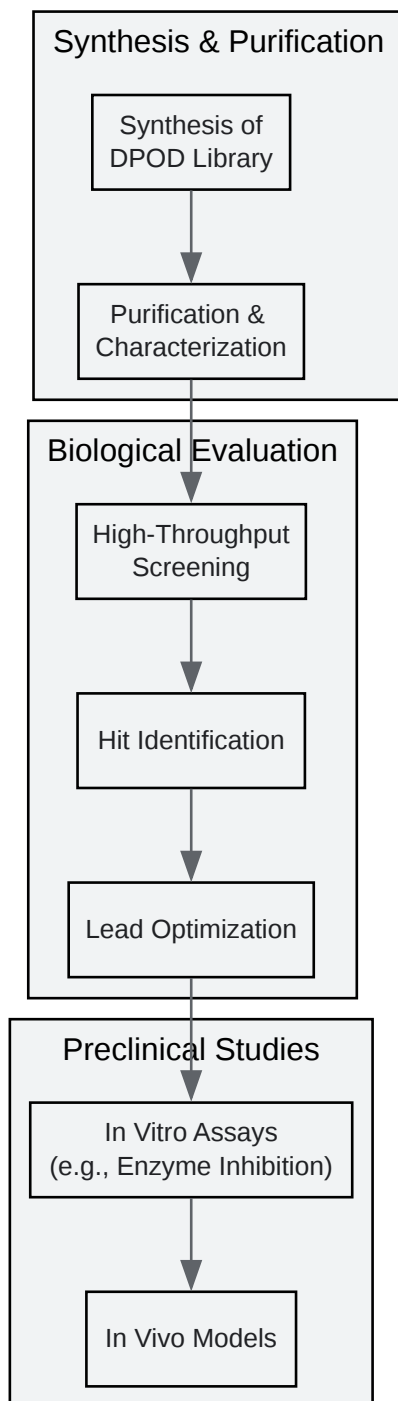 Synthesis & Purification
Synthesis of
DPOD Library
Purification &
Characterization
Biological Evaluation
High-Throughput
Screening
Hit Identification
Lead Optimization
Preclinical Studies
In Vitro Assays
(e.g., Enzyme Inhibition)
In Vivo Models